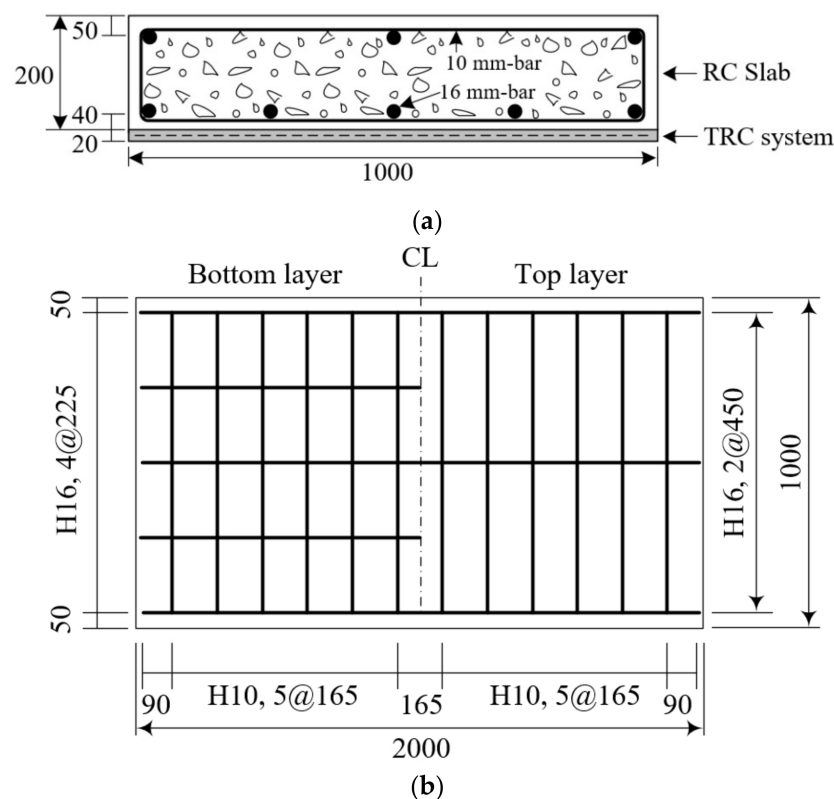 50
200
10 mm-bar
RC Slab
16 mm-bar
40
20
TRC system
1000
(a)
CL
Bottom layer
Top layer
50
H16, 4@225
H16, 2@450
1000
50
90
H10, 5@165
165
H10, 5@165
90
2000
(b)